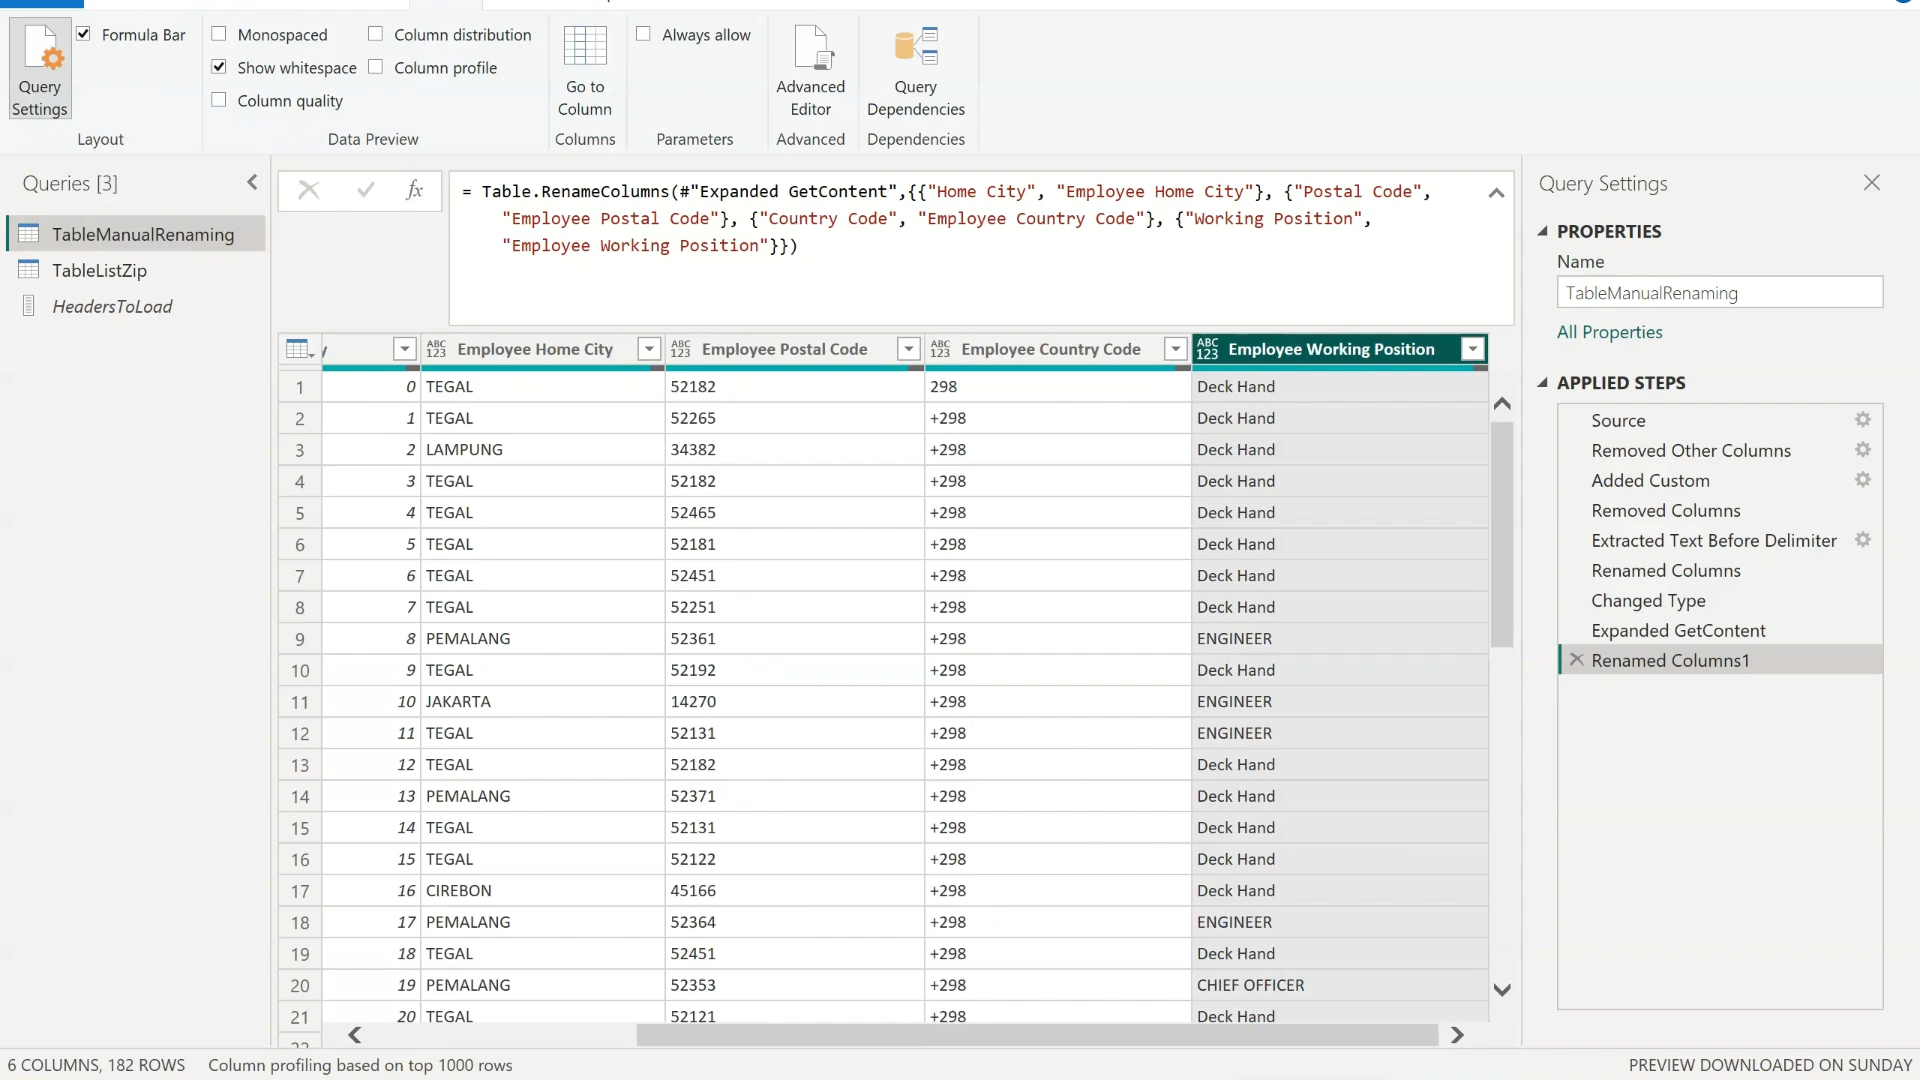 Formula Bar
Monospaced
Column distribution
Always allow
Show whitespace
Column profile
Query Settings
Go to Column
Advanced Editor
Query Dependencies
Column quality
Layout
Data Preview
Columns
Parameters
Advanced
Dependencies
Queries [3]
TableManualRenaming
TableListZip
HeadersToLoad
fx
= Table.RenameColumns(#"Expanded GetContent",{{"Home City", "Employee Home City"}, {"Postal Code",
"Employee Postal Code"}, {"Country Code", "Employee Country Code"}, {"Working Position",
"Employee Working Position"}})
y ABC 123 Employee Home City ABC 123 Employee Postal Code ABC 123 Employee Country Code ABC 123 Employee Working Position
1 0 TEGAL 52182 298 Deck Hand
2 1 TEGAL 52265 +298 Deck Hand
3 2 LAMPUNG 34382 +298 Deck Hand
4 3 TEGAL 52182 +298 Deck Hand
5 4 TEGAL 52465 +298 Deck Hand
6 5 TEGAL 52181 +298 Deck Hand
7 6 TEGAL 52451 +298 Deck Hand
8 7 TEGAL 52251 +298 Deck Hand
9 8 PEMALANG 52361 +298 ENGINEER
10 9 TEGAL 52192 +298 Deck Hand
11 10 JAKARTA 14270 +298 ENGINEER
12 11 TEGAL 52131 +298 ENGINEER
13 12 TEGAL 52182 +298 Deck Hand
14 13 PEMALANG 52371 +298 Deck Hand
15 14 TEGAL 52131 +298 Deck Hand
16 15 TEGAL 52122 +298 Deck Hand
17 16 CIREBON 45166 +298 Deck Hand
18 17 PEMALANG 52364 +298 ENGINEER
19 18 TEGAL 52451 +298 Deck Hand
20 19 PEMALANG 52353 +298 CHIEF OFFICER
21 20 TEGAL 52121 +298 Deck Hand
Query Settings
PROPERTIES
Name
TableManualRenaming
All Properties
APPLIED STEPS
Source
Removed Other Columns
Added Custom
Removed Columns
Extracted Text Before Delimiter
Renamed Columns
Changed Type
Expanded GetContent
Renamed Columns1
6 COLUMNS, 182 ROWS
Column profiling based on top 1000 rows
PREVIEW DOWNLOADED ON SUNDAY